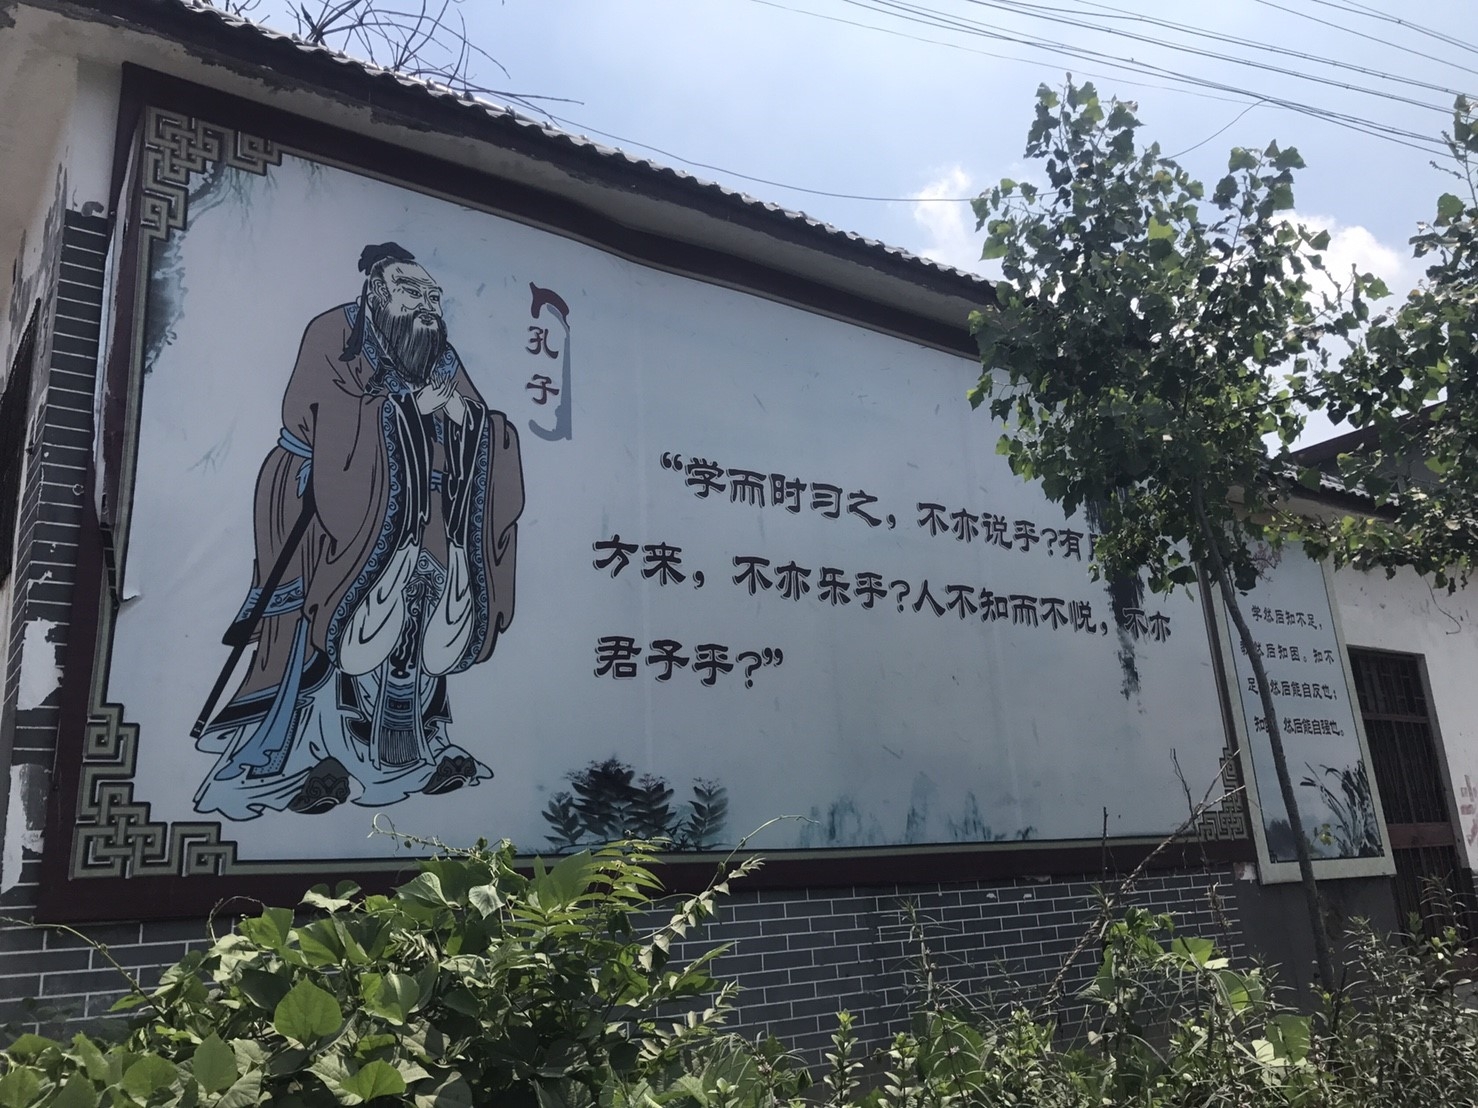 孔子
“学而时习之，不亦说乎?有
方来，不亦乐乎?人不知而不悦，不亦
君子乎?”
学然后知不足，
教然后知困。知不
足 然后能自反也；
知 然后能自强也。